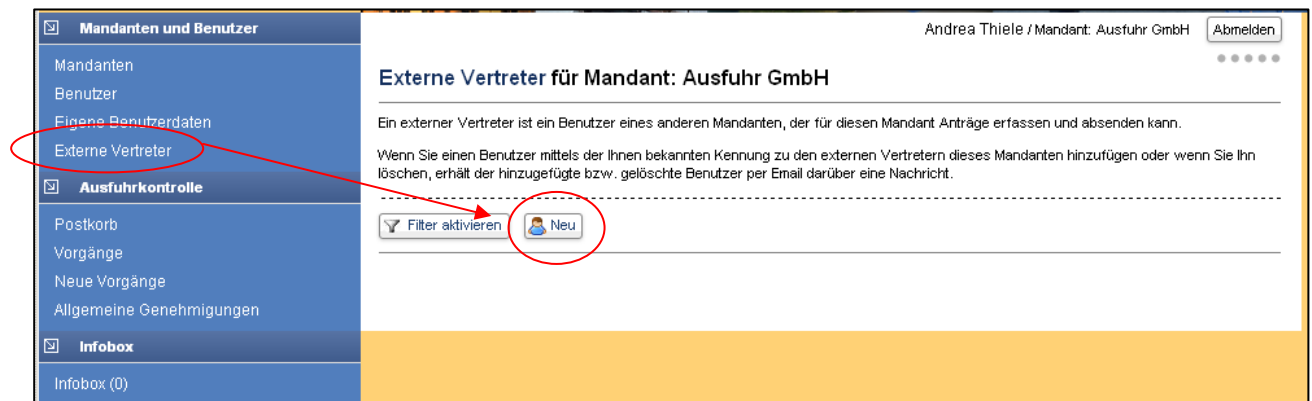 Mandanten und Benutzer
Mandanten
Benutzer
Eigene Benutzerdaten
Externe Vertreter
Ausfuhrkontrolle
Postkorb
Vorgänge
Neue Vorgänge
Allgemeine Genehmigungen
Infobox
Infobox (0)
Andrea Thiele / Mandant: Ausfuhr GmbH Abmelden
Externe Vertreter für Mandant: Ausfuhr GmbH
Ein externer Vertreter ist ein Benutzer eines anderen Mandanten, der für diesen Mandant Anträge erfassen und absenden kann.
Wenn Sie einen Benutzer mittels der Ihnen bekannten Kennung zu den externen Vertretern dieses Mandanten hinzufügen oder wenn Sie Ihn
löschen, erhält der hinzugefügte bzw. gelöschte Benutzer per Email darüber eine Nachricht.
Filter aktivieren Neu